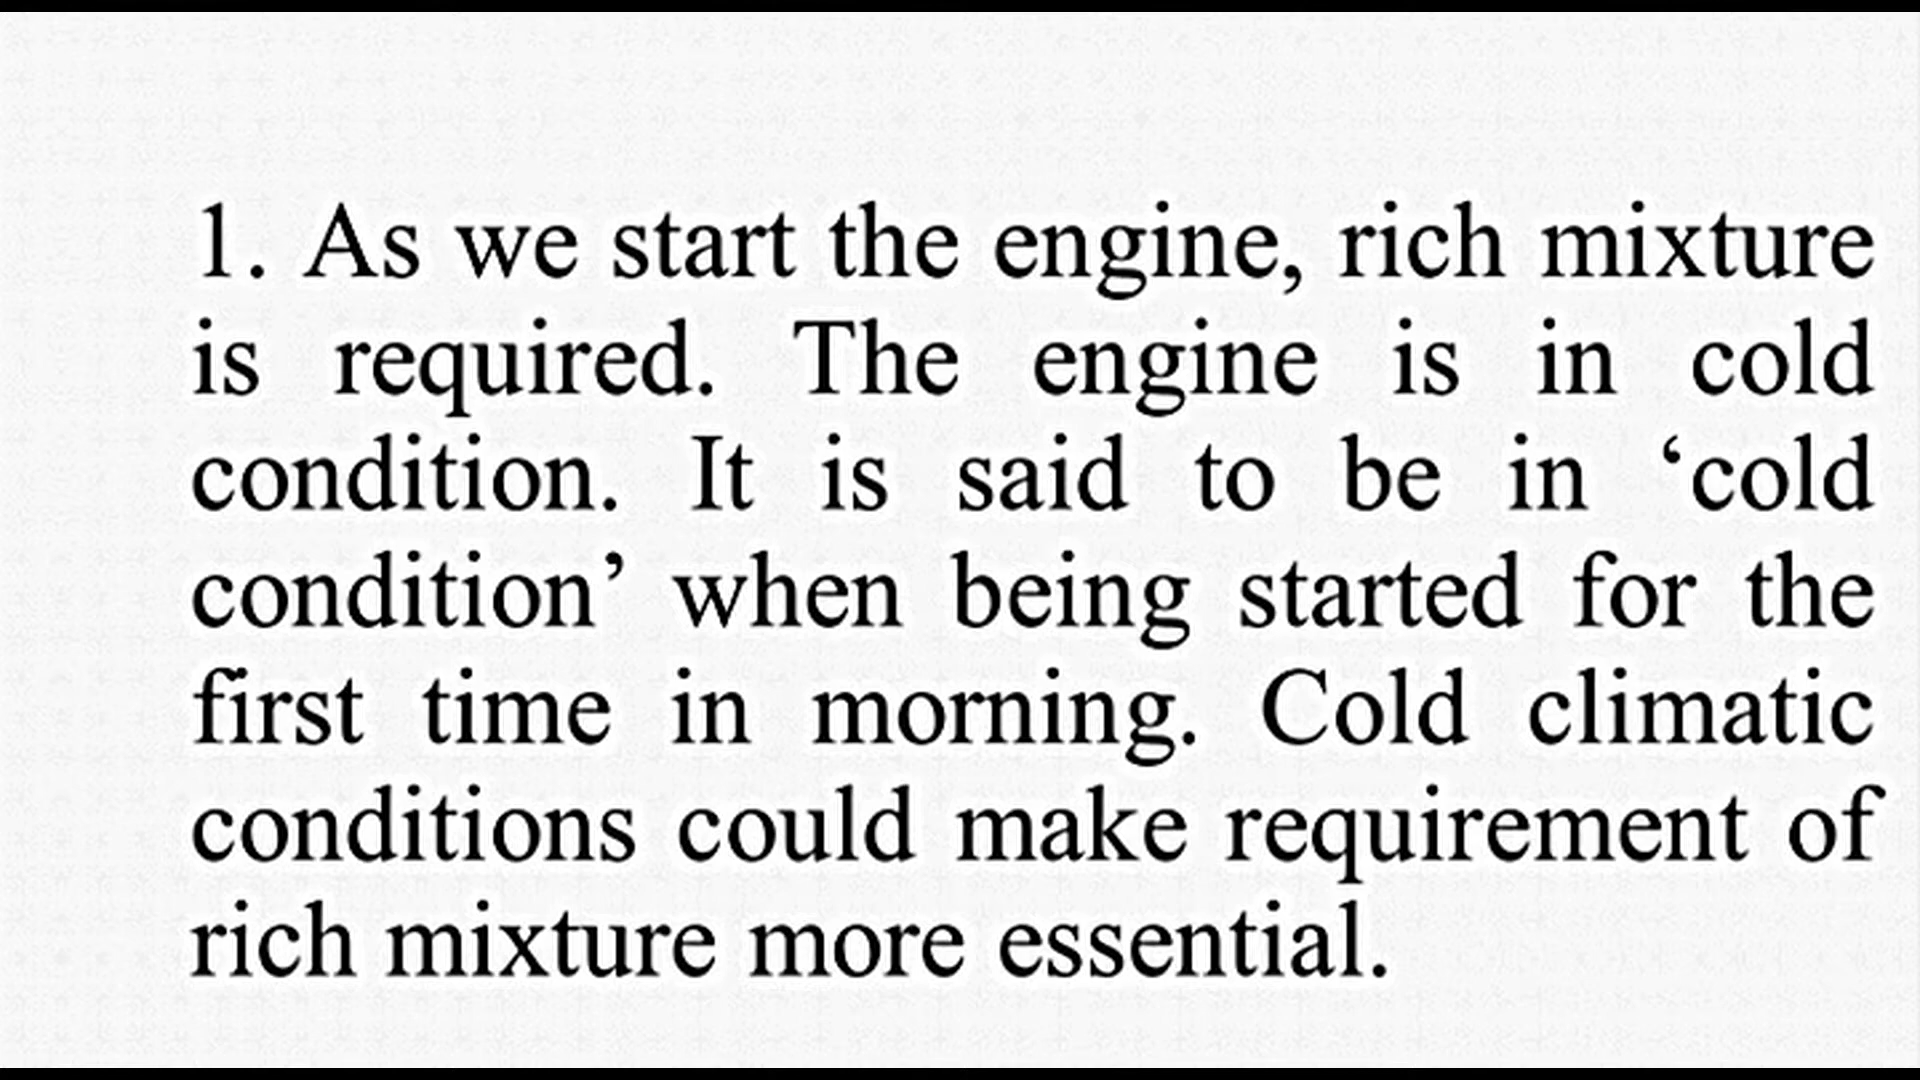 1. As we start the engine, rich mixture
is required. The engine is in cold
condition. It is said to be in ‘cold
condition’ when being started for the
first time in morning. Cold climatic
conditions could make requirement of
rich mixture more essential.